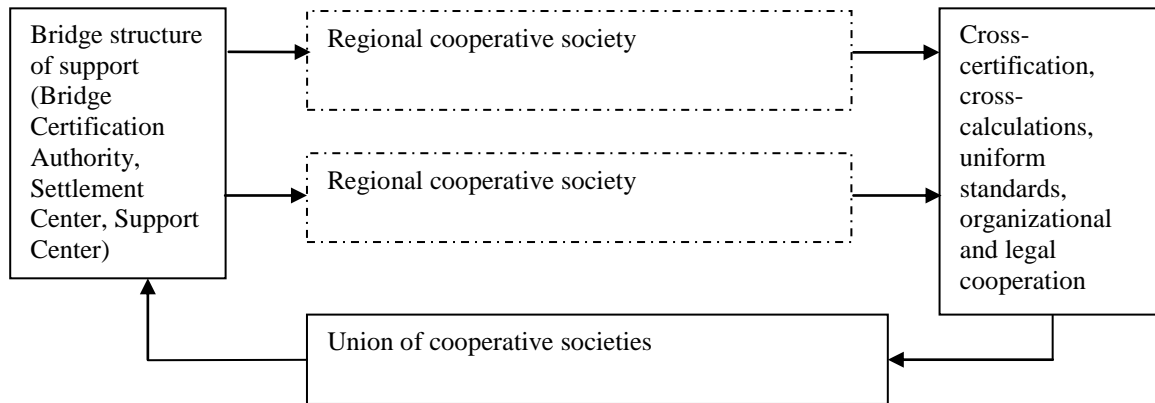 Bridge structure
of support
(Bridge
Certification
Authority,
Settlement
Center, Support
Center)
Regional cooperative society
Regional cooperative society
Cross-
certification,
cross-
calculations,
uniform
standards,
organizational
and legal
cooperation
Union of cooperative societies